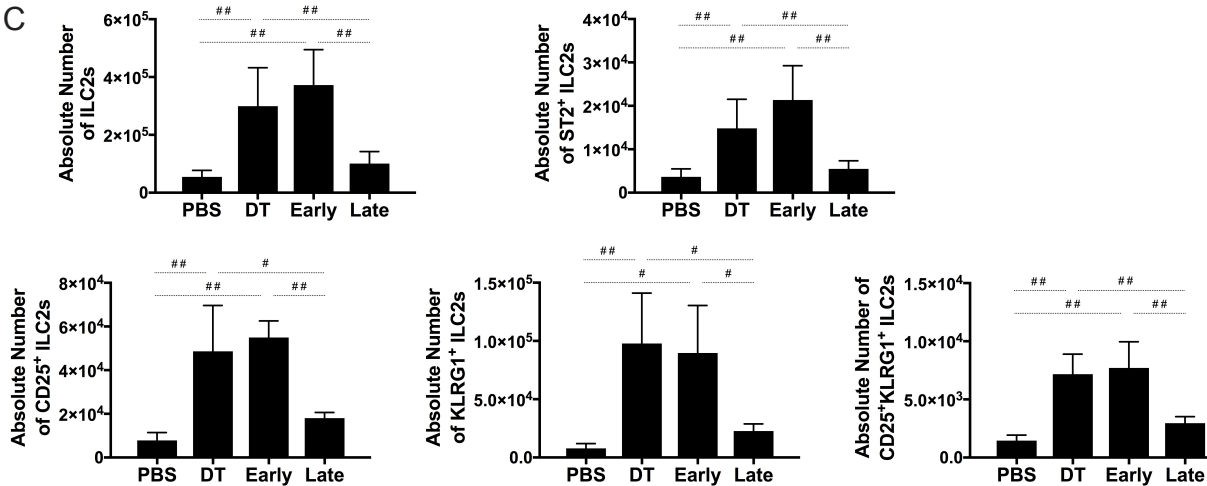 C
Absolute Number
of ILC2s
6×10⁵
4×10⁵
2×10⁵
0
## ##
## ##
PBS DT Early Late
Absolute Number
of ST2⁺ ILC2s
4×10⁴
3×10⁴
2×10⁴
1×10⁴
0
## ##
## ##
PBS DT Early Late
Absolute Number
of CD25⁺ ILC2s
8×10⁴
6×10⁴
4×10⁴
2×10⁴
0
## #
## ##
PBS DT Early Late
Absolute Number
of KLRG1⁺ ILC2s
1.5×10⁵
1.0×10⁵
5.0×10⁴
0.0
## #
# #
PBS DT Early Late
Absolute Number of
CD25⁺KLRG1⁺ ILC2s
1.5×10⁴
1.0×10⁴
5.0×10³
0.0
## ##
## ##
PBS DT Early Late